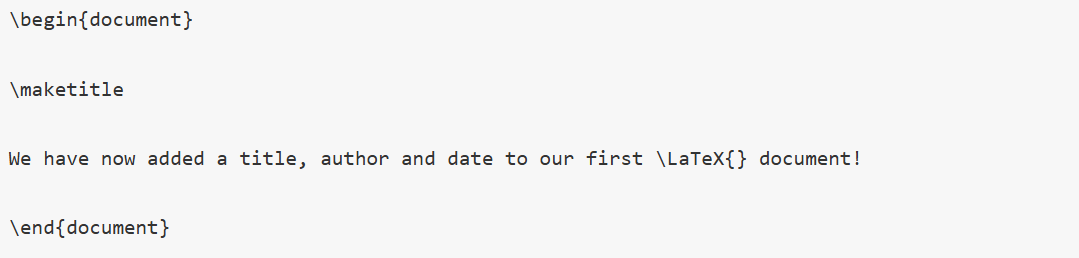 \begin{document}
\maketitle
We have now added a title, author and date to our first \LaTeX{} document!
\end{document}